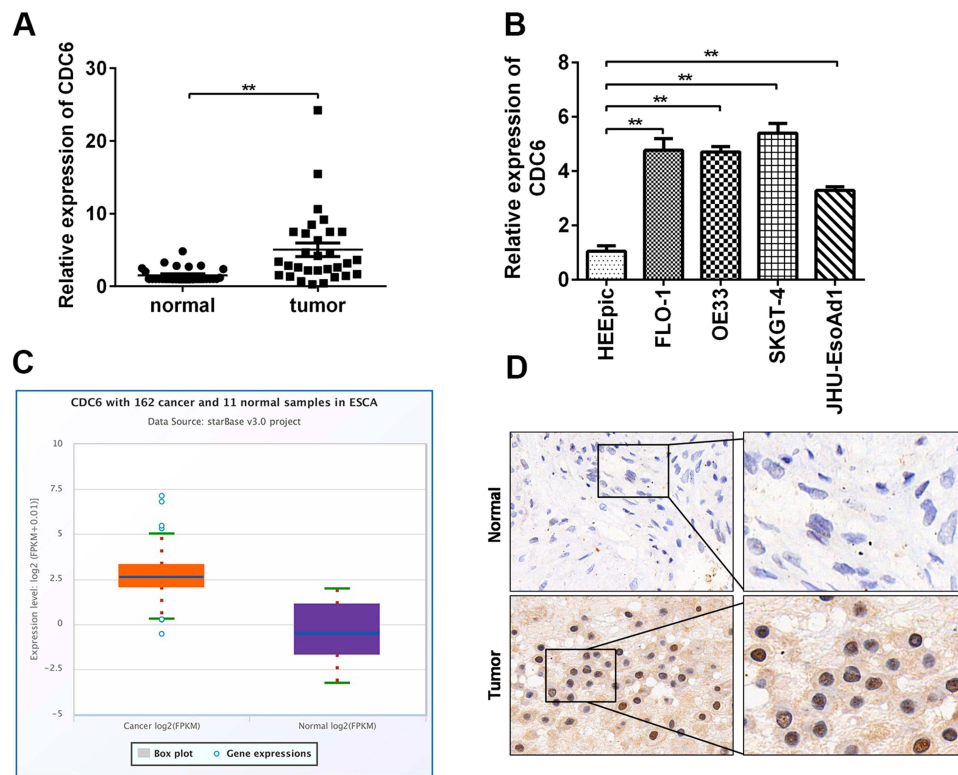 A
Relative expression of CDC6
30
20
10
0
**
normal
tumor
B
Relative expression of
CDC6
8
6
4
2
0
**
**
**
**
HEEpic
FLO-1
OE33
SKGT-4
JHU-EsoAd1
C
CDC6 with 162 cancer and 11 normal samples in ESCA
Data Source: starBase v3.0 project
Expression level: log2 (FPKM+0.01)]
10
7.5
5
2.5
0
−2.5
−5
Cancer log2(FPKM)
Normal log2(FPKM)
Box plot
Gene expressions
D
Normal
Tumor